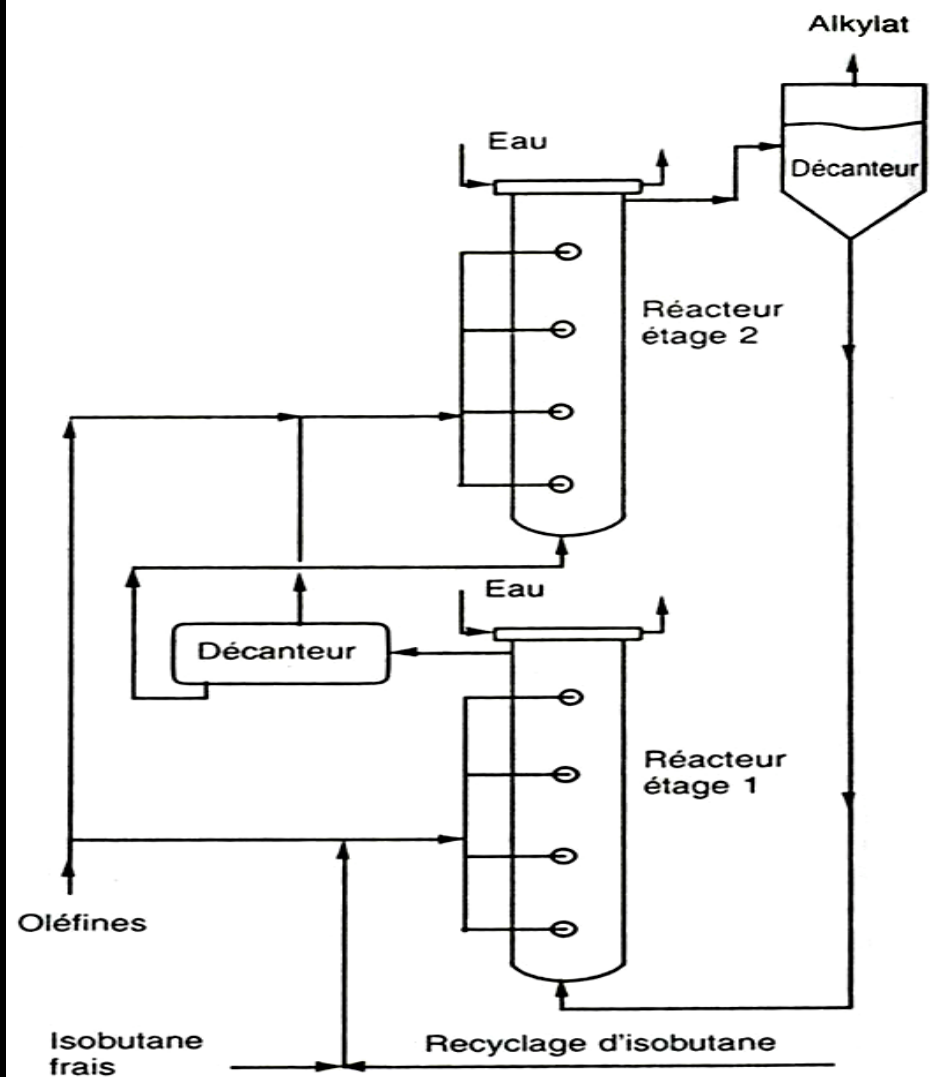 Alkylat
Eau
Décanteur
Réacteur
étage 2
Eau
Décanteur
Réacteur
étage 1
Oléfines
Isobutane
frais
Recyclage d'isobutane